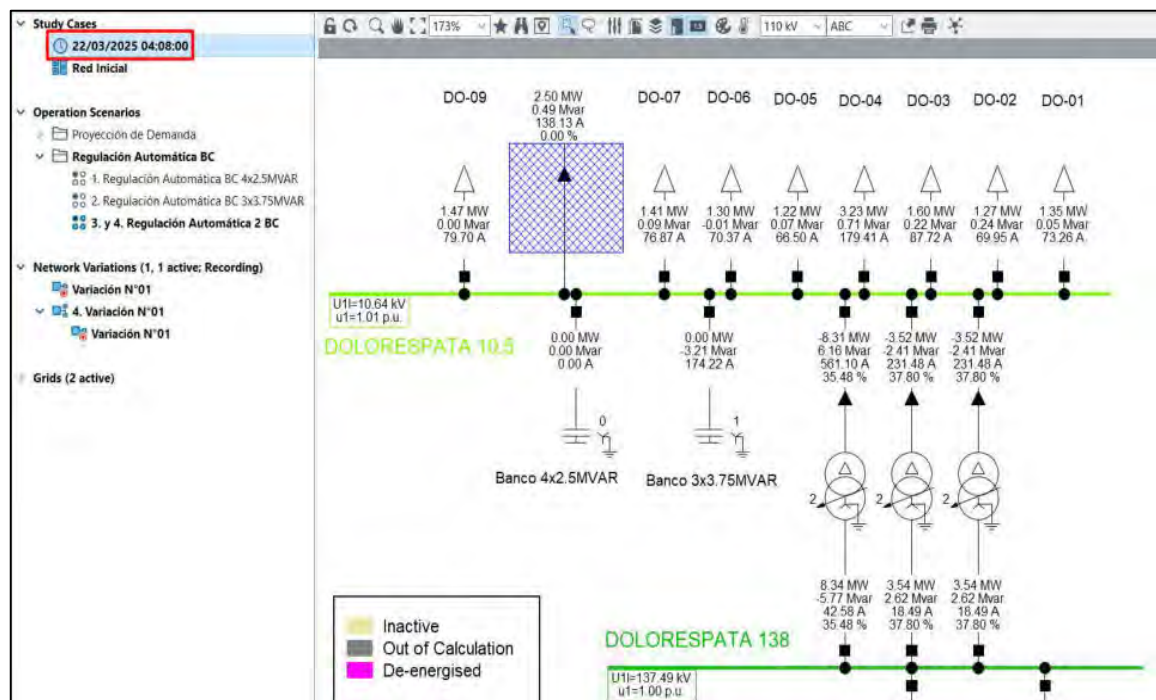 Study Cases
22/03/2025 04:08:00
Red Inicial
Operation Scenarios
Proyección de Demanda
Regulación Automática BC
1. Regulación Automática BC 4x2.5MVAR
2. Regulación Automática BC 3x3.75MVAR
3. y 4. Regulación Automática 2 BC
Network Variations (1, 1 active; Recording)
Variación N°01
4. Variación N°01
Variación N°01
Grids (2 active)
173%
110 kV
ABC
DO-09
2.50 MW
0.49 Mvar
138.13 A
0.00 %
DO-07
DO-06
DO-05
DO-04
DO-03
DO-02
DO-01
1.47 MW
0.00 Mvar
79.70 A
1.41 MW
0.09 Mvar
76.87 A
1.30 MW
-0.01 Mvar
70.37 A
1.22 MW
0.07 Mvar
66.50 A
3.23 MW
0.71 Mvar
179.41 A
1.60 MW
0.22 Mvar
87.72 A
1.27 MW
0.24 Mvar
69.95 A
1.35 MW
0.05 Mvar
73.26 A
U1l=10.64 kV
u1=1.01 p.u.
DOLORESPATA 10.5
0.00 MW
0.00 Mvar
0.00 A
0.00 MW
-3.21 Mvar
174.22 A
-8.31 MW
6.16 Mvar
561.10 A
35.48 %
-3.52 MW
-2.41 Mvar
231.48 A
37.80 %
-3.52 MW
-2.41 Mvar
231.48 A
37.80 %
0
1
Banco 4x2.5MVAR
Banco 3x3.75MVAR
2
2
2
8.34 MW
-5.77 Mvar
42.58 A
35.48 %
3.54 MW
2.62 Mvar
18.49 A
37.80 %
3.54 MW
2.62 Mvar
18.49 A
37.80 %
Inactive
Out of Calculation
De-energised
DOLORESPATA 138
U1l=137.49 kV
u1=1.00 p.u.